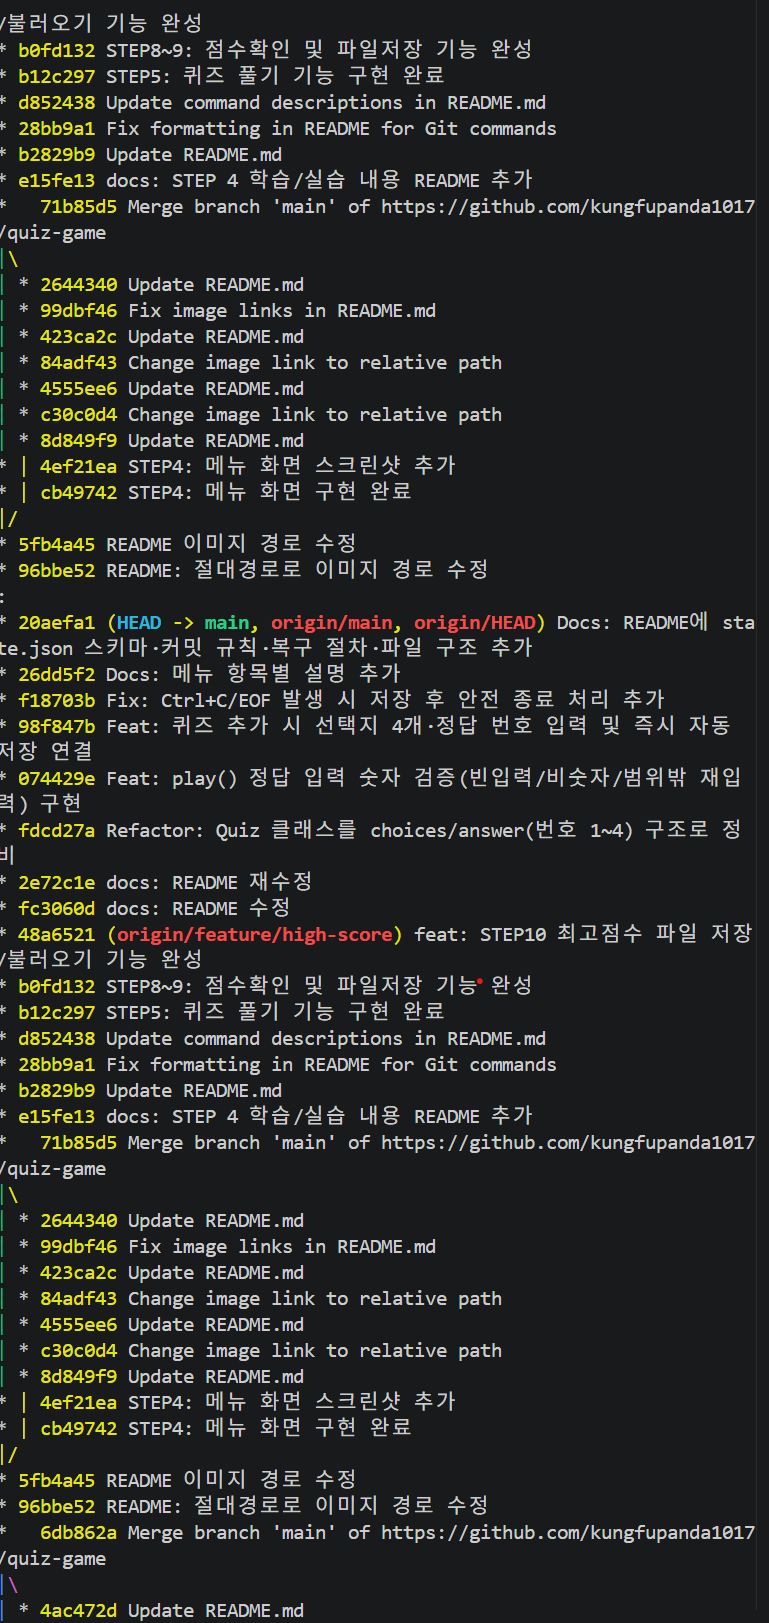 /불러오기 기능 완성
* b0fd132 STEP8~9: 점수확인 및 파일저장 기능 완성
* b12c297 STEP5: 퀴즈 풀기 기능 구현 완료
* d852438 Update command descriptions in README.md
* 28bb9a1 Fix formatting in README for Git commands
* b2829b9 Update README.md
* e15fe13 docs: STEP 4 학습/실습 내용 README 추가
*   71b85d5 Merge branch 'main' of https://github.com/kungfupanda1017
/quiz-game
|\
| * 2644340 Update README.md
| * 99dbf46 Fix image links in README.md
| * 423ca2c Update README.md
| * 84adf43 Change image link to relative path
| * 4555ee6 Update README.md
| * c30c0d4 Change image link to relative path
| * 8d849f9 Update README.md
* | 4ef21ea STEP4: 메뉴 화면 스크린샷 추가
* | cb49742 STEP4: 메뉴 화면 구현 완료
|/
* 5fb4a45 README 이미지 경로 수정
* 96bbe52 README: 절대경로로 이미지 경로 수정
:
* 20aefa1 (HEAD -> main, origin/main, origin/HEAD) Docs: README에 sta
te.json 스키마·커밋 규칙·복구 절차·파일 구조 추가
* 26dd5f2 Docs: 메뉴 항목별 설명 추가
* f18703b Fix: Ctrl+C/EOF 발생 시 저장 후 안전 종료 처리 추가
* 98f847b Feat: 퀴즈 추가 시 선택지 4개·정답 번호 입력 및 즉시 자동
저장 연결
* 074429e Feat: play() 정답 입력 숫자 검증(빈입력/비숫자/범위밖 재입
력) 구현
* fdcd27a Refactor: Quiz 클래스를 choices/answer(번호 1~4) 구조로 정
비
* 2e72c1e docs: README 재수정
* fc3060d docs: README 수정
* 48a6521 (origin/feature/high-score) feat: STEP10 최고점수 파일 저장
/불러오기 기능 완성
* b0fd132 STEP8~9: 점수확인 및 파일저장 기능 완성
* b12c297 STEP5: 퀴즈 풀기 기능 구현 완료
* d852438 Update command descriptions in README.md
* 28bb9a1 Fix formatting in README for Git commands
* b2829b9 Update README.md
* e15fe13 docs: STEP 4 학습/실습 내용 README 추가
*   71b85d5 Merge branch 'main' of https://github.com/kungfupanda1017
/quiz-game
|\
| * 2644340 Update README.md
| * 99dbf46 Fix image links in README.md
| * 423ca2c Update README.md
| * 84adf43 Change image link to relative path
| * 4555ee6 Update README.md
| * c30c0d4 Change image link to relative path
| * 8d849f9 Update README.md
* | 4ef21ea STEP4: 메뉴 화면 스크린샷 추가
* | cb49742 STEP4: 메뉴 화면 구현 완료
|/
* 5fb4a45 README 이미지 경로 수정
* 96bbe52 README: 절대경로로 이미지 경로 수정
*   6db862a Merge branch 'main' of https://github.com/kungfupanda1017
/quiz-game
|\
| * 4ac472d Update README.md